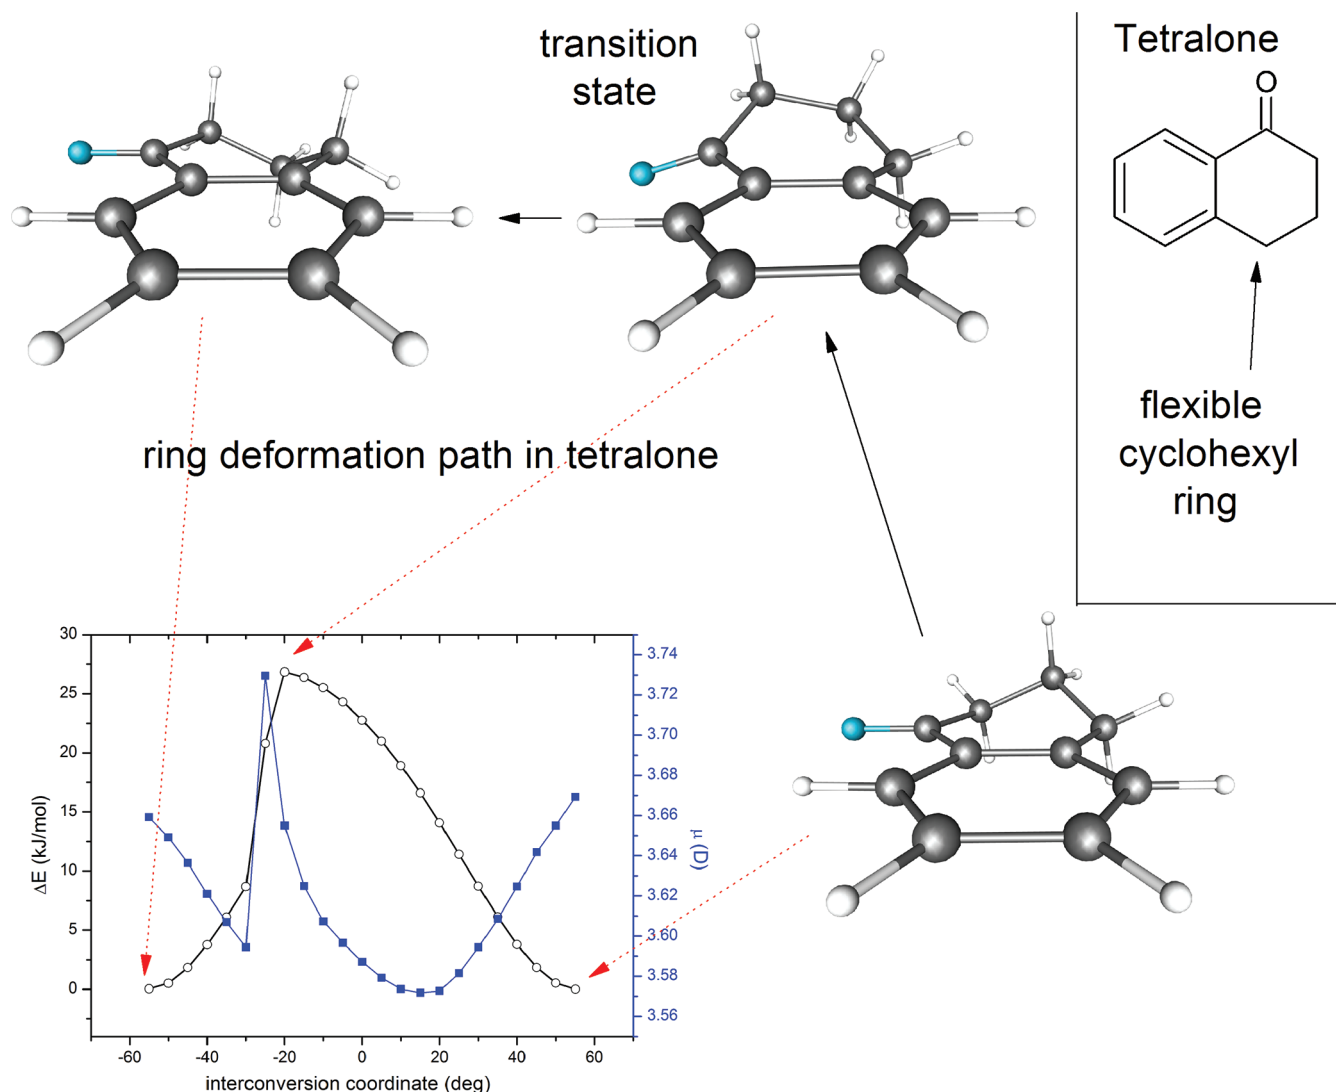 transition
state
Tetralone
O
flexible
cyclohexyl
ring
ring deformation path in tetralone
30
25
20
15
10
5
0
ΔE (kJ/mol)
3.74
3.72
3.70
3.68
3.66
3.64
3.62
3.60
3.58
3.56
μ (D)
-60
-40
-20
0
20
40
60
interconversion coordinate (deg)